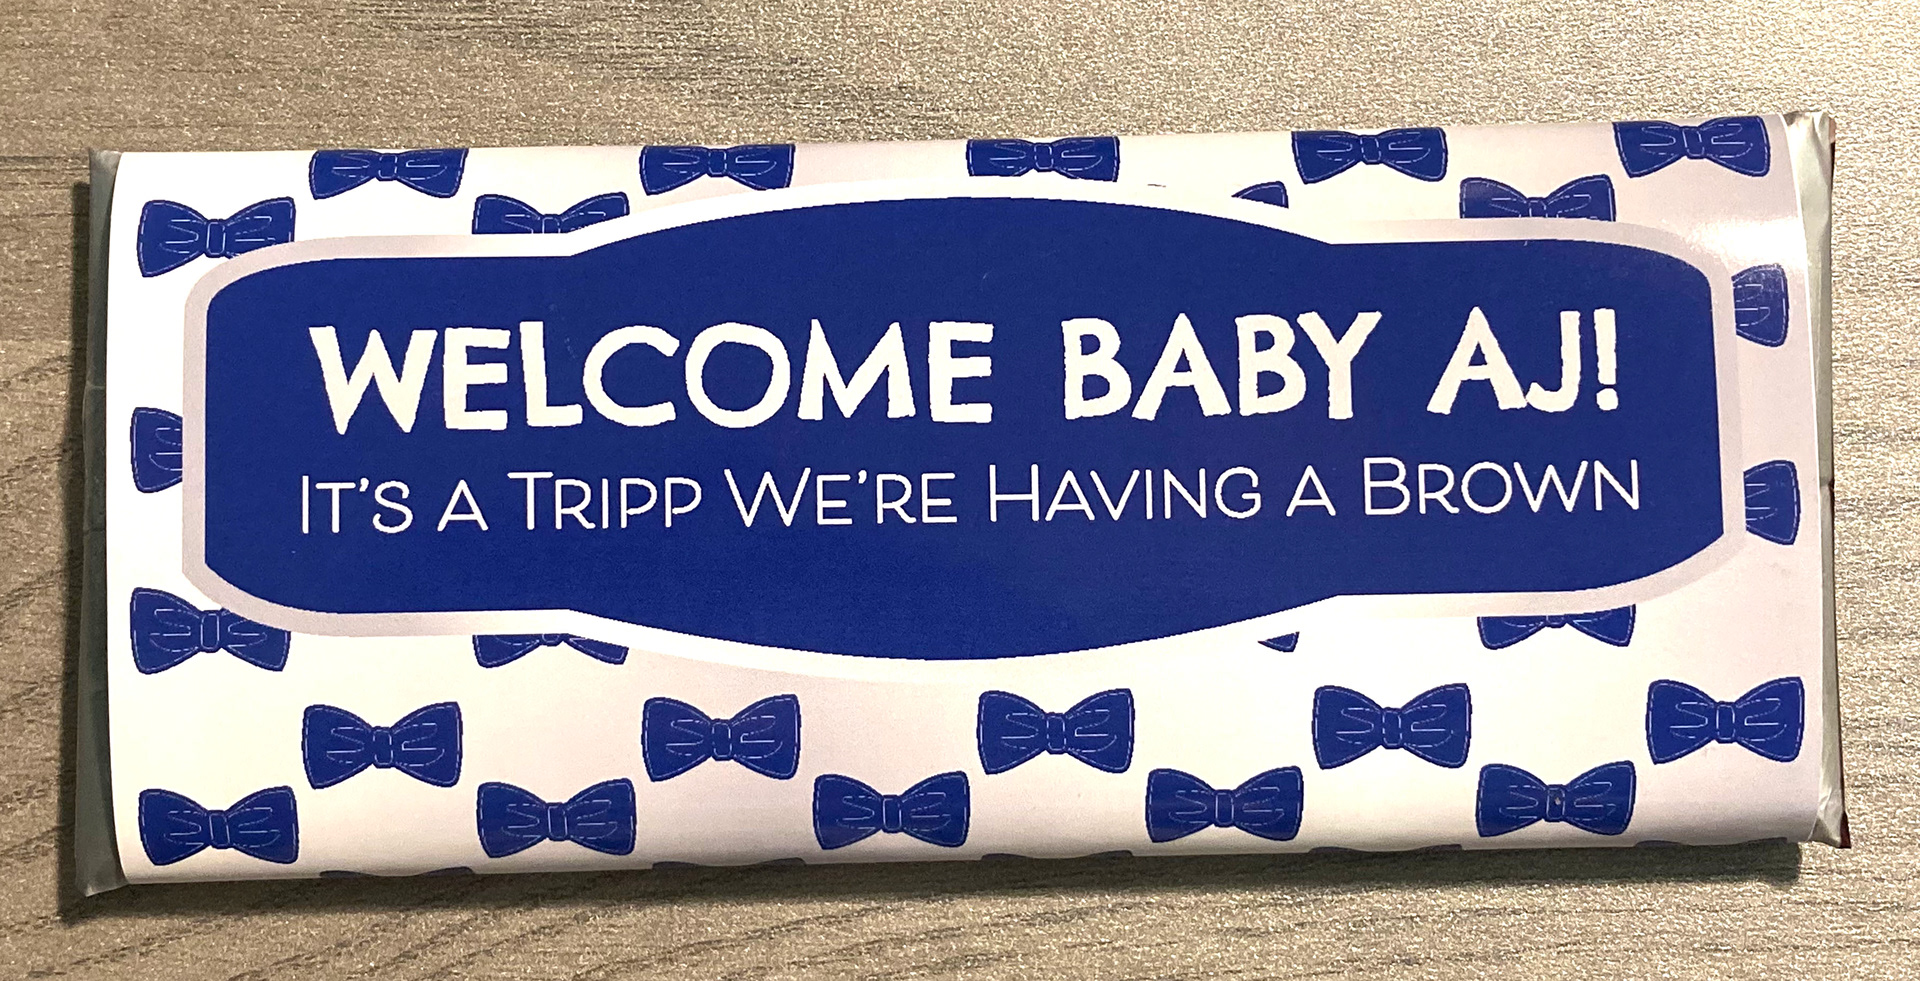 WELCOME BABY AJ!
IT'S A TRIPP WE'RE HAVING A BROWN